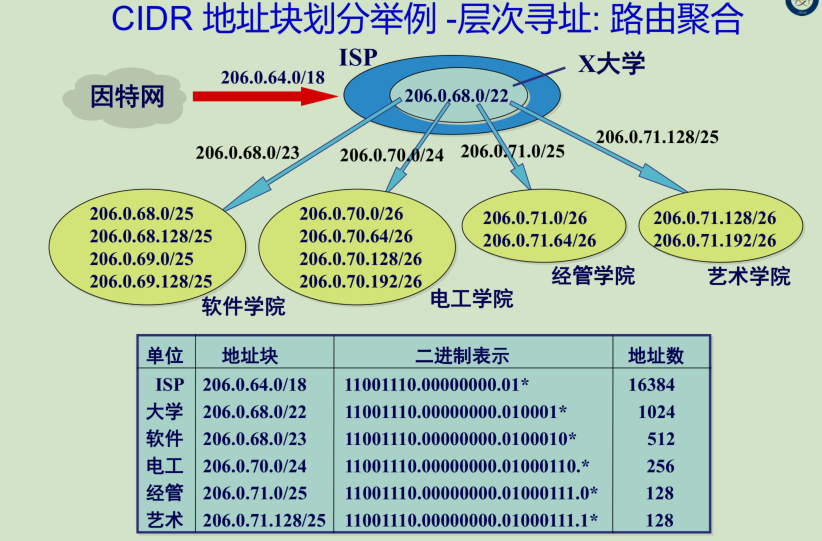 CIDR 地址块划分举例 -层次寻址: 路由聚合
ISP
X大学
206.0.64.0/18
因特网
206.0.68.0/22
206.0.68.0/23
206.0.70.0/24
206.0.71.0/25
206.0.71.128/25
206.0.68.0/25
206.0.68.128/25
206.0.69.0/25
206.0.69.128/25
软件学院
206.0.70.0/26
206.0.70.64/26
206.0.70.128/26
206.0.70.192/26
电工学院
206.0.71.0/26
206.0.71.64/26
经管学院
206.0.71.128/26
206.0.71.192/26
艺术学院
单位 地址块 二进制表示 地址数
ISP 206.0.64.0/18 11001110.00000000.01* 16384
大学 206.0.68.0/22 11001110.00000000.010001* 1024
软件 206.0.68.0/23 11001110.00000000.0100010* 512
电工 206.0.70.0/24 11001110.00000000.01000110.* 256
经管 206.0.71.0/25 11001110.00000000.01000111.0* 128
艺术 206.0.71.128/25 11001110.00000000.01000111.1* 128